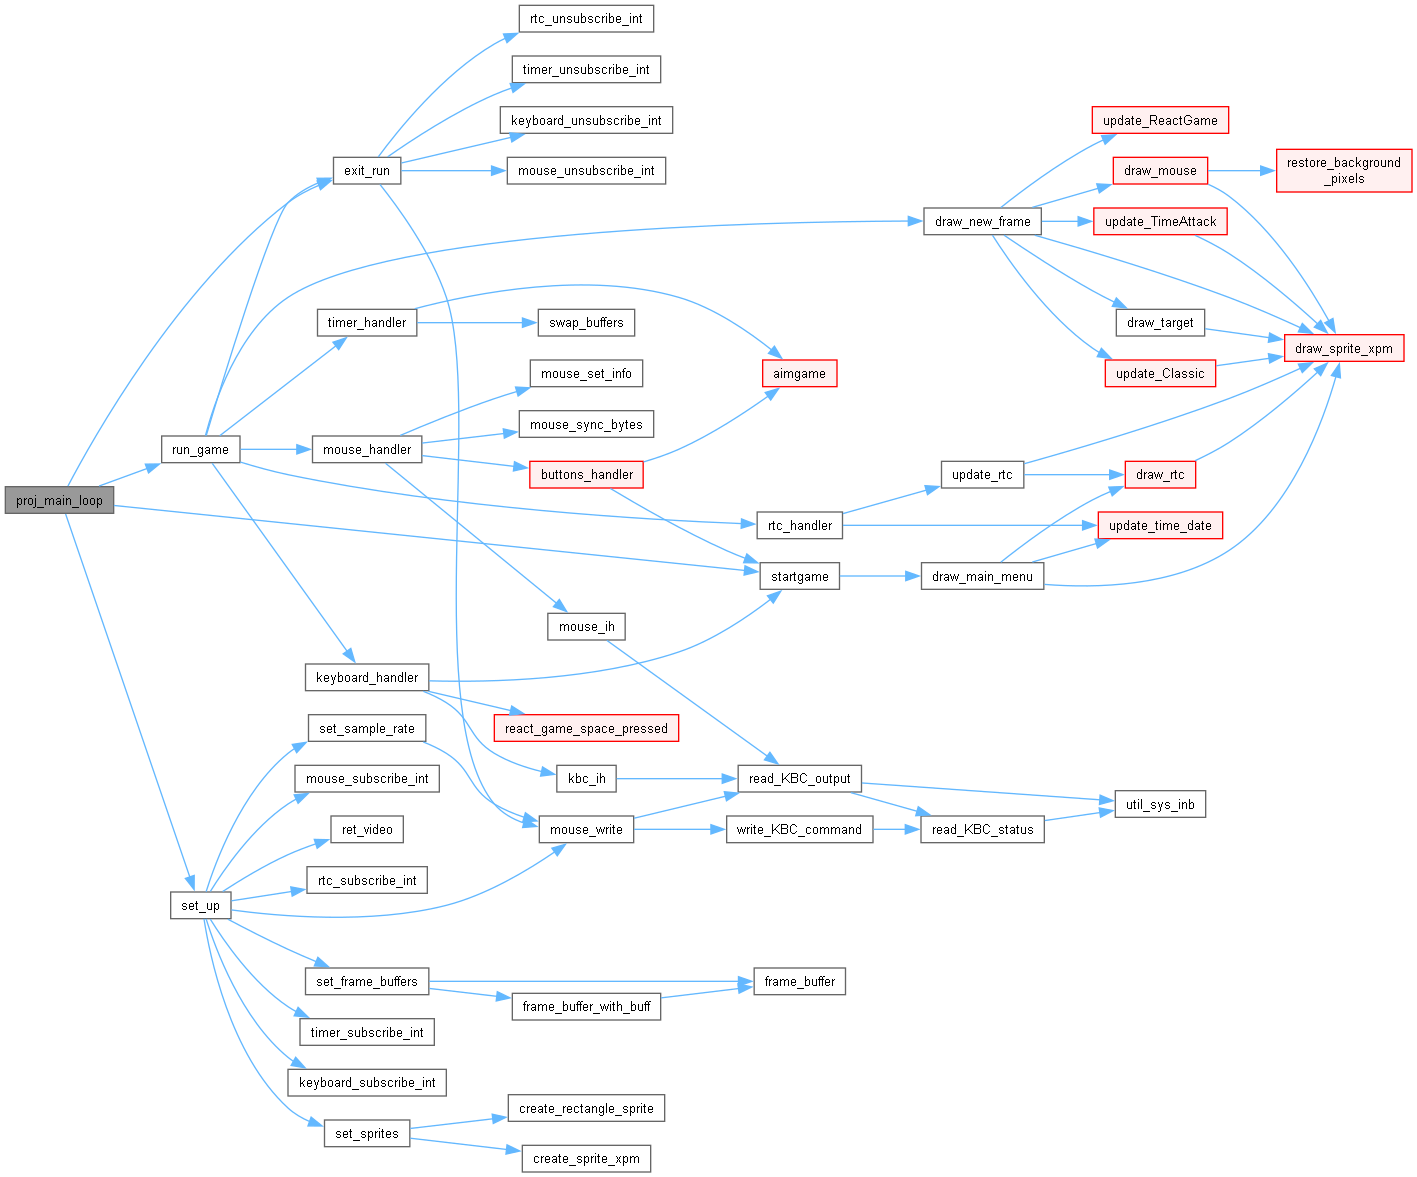 rtc_unsubscribe_int
timer_unsubscribe_int
keyboard_unsubscribe_int
update_ReactGame
exit_run
mouse_unsubscribe_int
draw_mouse
restore_background
_pixels
draw_new_frame
update_TimeAttack
timer_handler
swap_buffers
draw_target
draw_sprite_xpm
mouse_set_info
aimgame
update_Classic
mouse_sync_bytes
run_game
mouse_handler
buttons_handler
update_rtc
draw_rtc
proj_main_loop
rtc_handler
update_time_date
startgame
draw_main_menu
mouse_ih
keyboard_handler
set_sample_rate
react_game_space_pressed
mouse_subscribe_int
kbc_ih
read_KBC_output
util_sys_inb
ret_video
mouse_write
write_KBC_command
read_KBC_status
rtc_subscribe_int
set_up
set_frame_buffers
frame_buffer
frame_buffer_with_buff
timer_subscribe_int
keyboard_subscribe_int
create_rectangle_sprite
set_sprites
create_sprite_xpm